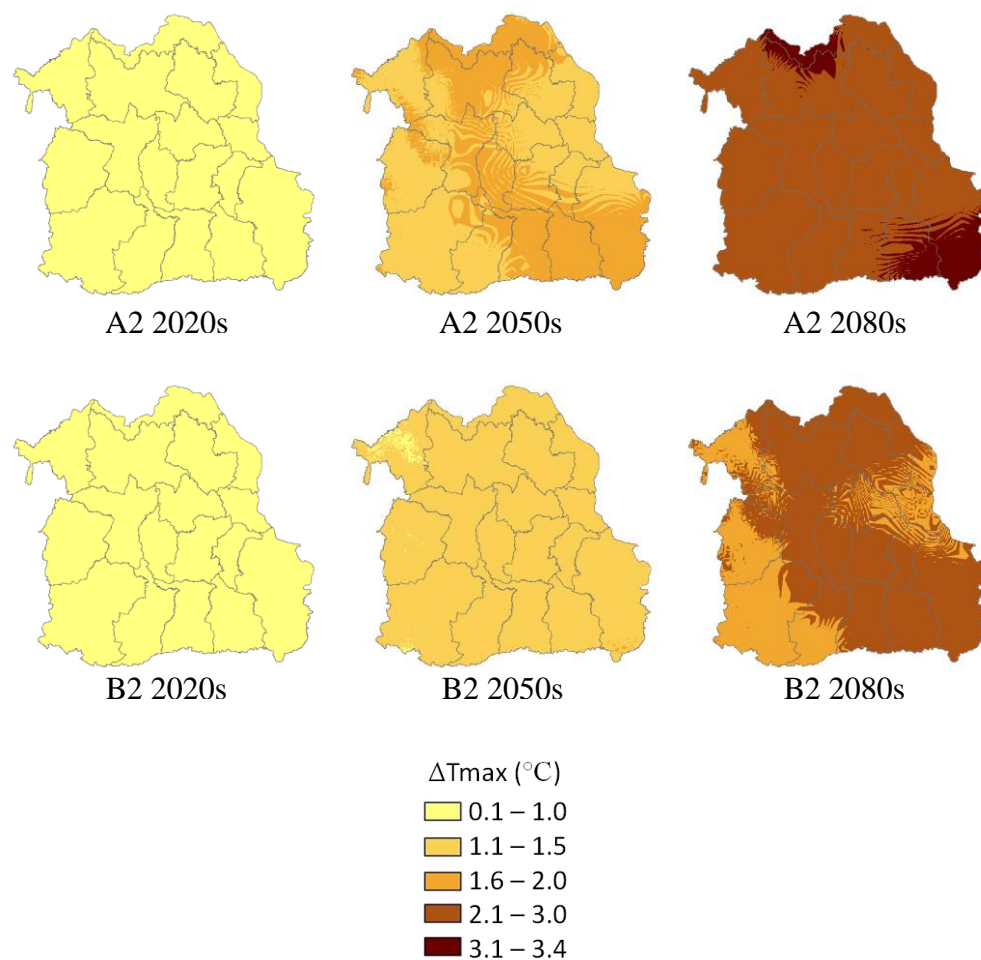 A2 2020s
A2 2050s
A2 2080s
B2 2020s
B2 2050s
B2 2080s
ΔTmax (°C)
0.1 – 1.0
1.1 – 1.5
1.6 – 2.0
2.1 – 3.0
3.1 – 3.4